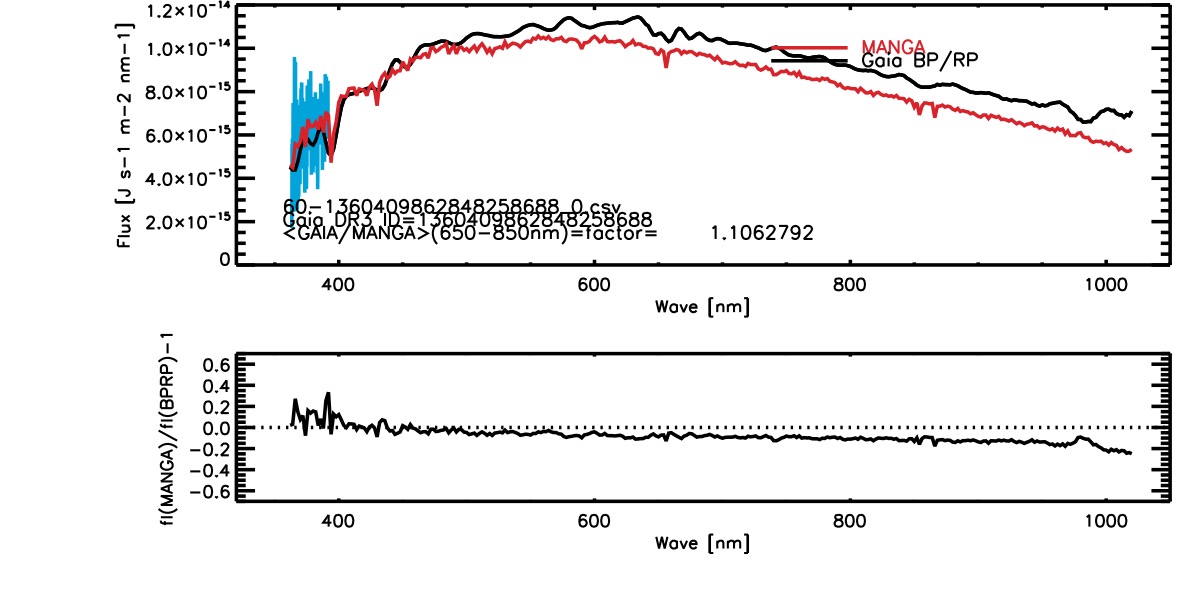 1.2×10−14
1.0×10−14
8.0×10−15
6.0×10−15
4.0×10−15
2.0×10−15
0
Flux [J s−1 m−2 nm−1]
MANGA
Gaia BP/RP
60−1360409862848258688_0.csv
Gaia DR3 ID=1360409862848258688
<GAIA/MANGA>(650−850nm)=factor= 1.1062792
400 600 800 1000
Wave [nm]
0.6
0.4
0.2
0.0
−0.2
−0.4
−0.6
fl(MANGA)/fl(BPRP)−1
400 600 800 1000
Wave [nm]